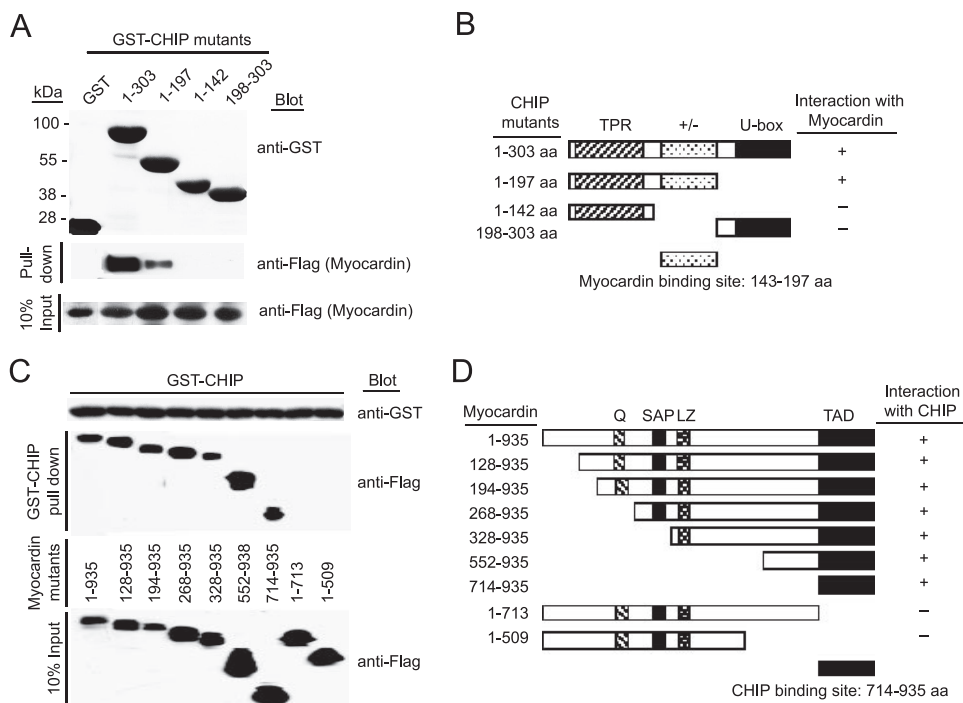 A
GST-CHIP mutants
kDa
GST
1-303
1-197
1-142
198-303
Blot
100 -
55 -
38 -
28 -
anti-GST
Pull-
down
anti-Flag (Myocardin)
10%
Input
anti-Flag (Myocardin)
B
CHIP
mutants
TPR
+/-
U-box
Interaction with
Myocardin
1-303 aa
+
1-197 aa
+
1-142 aa
–
198-303 aa
–
Myocardin binding site: 143-197 aa
C
GST-CHIP
Blot
anti-GST
GST-CHIP
pull down
anti-Flag
Myocardin
mutants
1-935
128-935
194-935
268-935
328-935
552-938
714-935
1-713
1-509
10% Input
anti-Flag
D
Myocardin
Q
SAP
LZ
TAD
Interaction
with CHIP
1-935
+
128-935
+
194-935
+
268-935
+
328-935
+
552-935
+
714-935
+
1-713
–
1-509
–
CHIP binding site: 714-935 aa